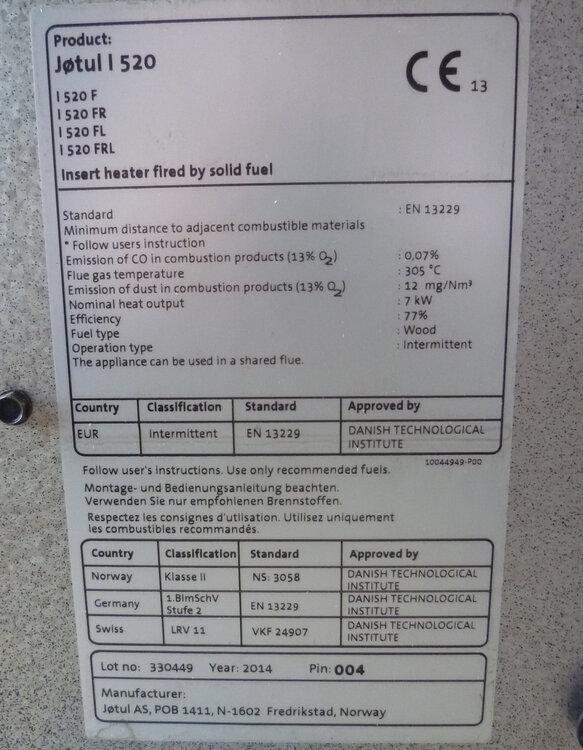 Product:
Jøtul I 520
CE 13
I 520 F
I 520 FR
I 520 FL
I 520 FRL
Insert heater fired by solid fuel
Standard : EN 13229
Minimum distance to adjacent combustible materials
* Follow users instruction
Emission of CO in combustion products (13% O2) : 0,07%
Flue gas temperature : 305 °C
Emission of dust in combustion products (13% O2) : 12 mg/Nm³
Nominal heat output : 7 kW
Efficiency : 77%
Fuel type : Wood
Operation type : Intermittent
The appliance can be used in a shared flue.
Country Classification Standard Approved by
EUR Intermittent EN 13229 DANISH TECHNOLOGICAL
INSTITUTE
10044949-P00
Follow user's instructions. Use only recommended fuels.
Montage- und Bedienungsanleitung beachten.
Verwenden Sie nur empfohlenen Brennstoffen.
Respectez les consignes d'utlisation. Utilisez uniquement
les combustibles recommandés.
Country Classification Standard Approved by
Norway Klasse II NS: 3058 DANISH TECHNOLOGICAL
INSTITUTE
Germany 1.BImSchV
Stufe 2 EN 13229 DANISH TECHNOLOGICAL
INSTITUTE
Swiss LRV 11 VKF 24907 DANISH TECHNOLOGICAL
INSTITUTE
Lot no: 330449 Year: 2014 Pin: 004
Manufacturer:
Jøtul AS, POB 1411, N-1602 Fredrikstad, Norway